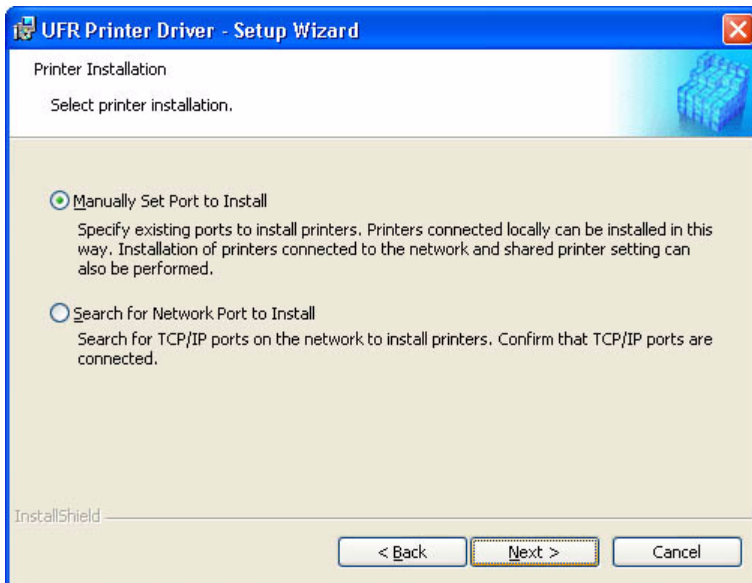 UFR Printer Driver - Setup Wizard
Printer Installation
Select printer installation.
Manually Set Port to Install
Specify existing ports to install printers. Printers connected locally can be installed in this
way. Installation of printers connected to the network and shared printer setting can
also be performed.
Search for Network Port to Install
Search for TCP/IP ports on the network to install printers. Confirm that TCP/IP ports are
connected.
InstallShield
< Back Next > Cancel